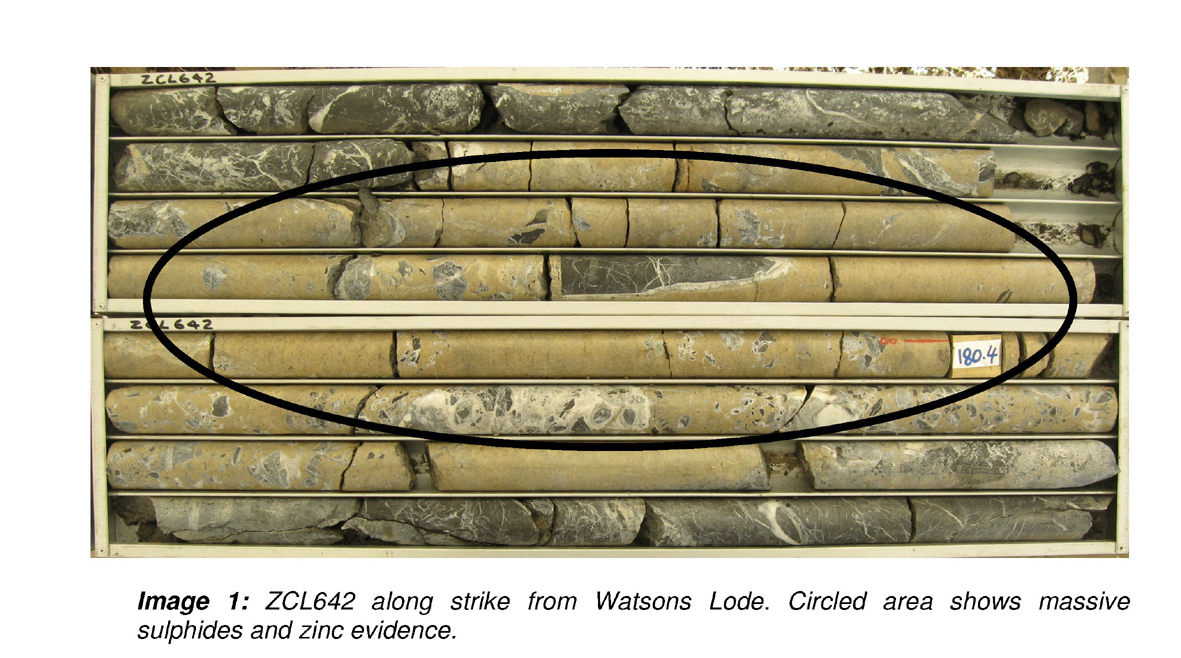 ZCL642
ZCL642
180.4
Image 1: ZCL642 along strike from Watsons Lode. Circled area shows massive
sulphides and zinc evidence.